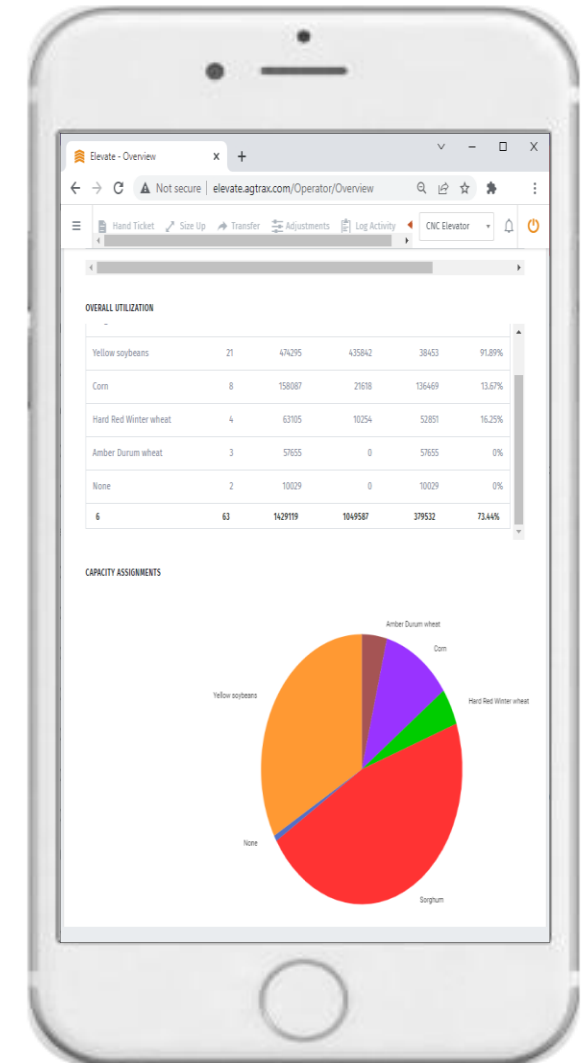 Elevate - Overview x +
Not secure elevate.agtrax.com/Operator/Overview
Hand Ticket Size Up Transfer Adjustments Log Activity CNC Elevator
OVERALL UTILIZATION
Yellow soybeans 21 474295 435842 38453 91.89%
Corn 8 158087 21618 136469 13.67%
Hard Red Winter wheat 4 63105 10254 52851 16.25%
Amber Durum wheat 3 57655 0 57655 0%
None 2 10029 0 10029 0%
6 63 1429119 1049587 379532 73.44%
CAPACITY ASSIGNMENTS
Amber Durum wheat
Corn
Yellow soybeans
Hard Red Winter wheat
None
Sorghum